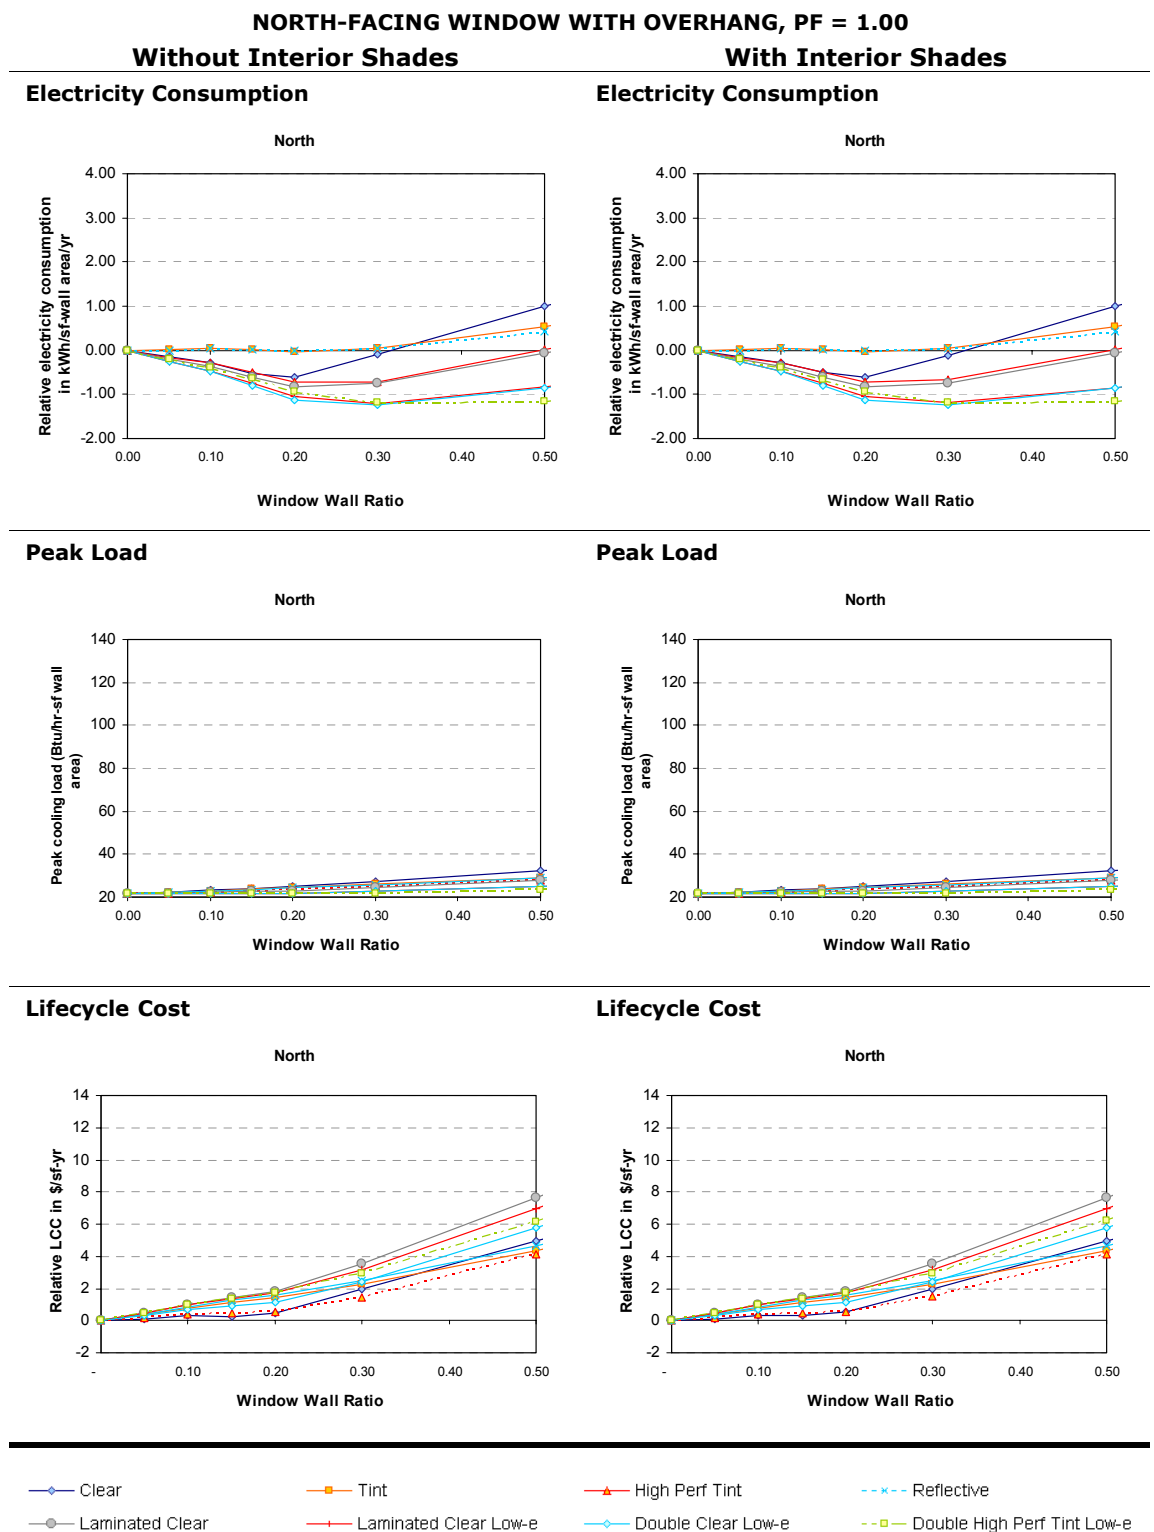 NORTH-FACING WINDOW WITH OVERHANG, PF = 1.00
Without Interior Shades
With Interior Shades
Electricity Consumption
Electricity Consumption
North
Relative electricity consumption
in kWh/sf-wall area/yr
4.00
3.00
2.00
1.00
0.00
-1.00
-2.00
0.00 0.10 0.20 0.30 0.40 0.50
Window Wall Ratio
North
Relative electricity consumption
in kWh/sf-wall area/yr
4.00
3.00
2.00
1.00
0.00
-1.00
-2.00
0.00 0.10 0.20 0.30 0.40 0.50
Window Wall Ratio
Peak Load
Peak Load
North
Peak cooling load (Btu/hr-sf wall
area)
140
120
100
80
60
40
20
0.00 0.10 0.20 0.30 0.40 0.50
Window Wall Ratio
North
Peak cooling load (Btu/hr-sf wall
area)
140
120
100
80
60
40
20
0.00 0.10 0.20 0.30 0.40 0.50
Window Wall Ratio
Lifecycle Cost
Lifecycle Cost
North
Relative LCC in $/sf-yr
14
12
10
8
6
4
2
0
-2
- 0.10 0.20 0.30 0.40 0.50
Window Wall Ratio
North
Relative LCC in $/sf-yr
14
12
10
8
6
4
2
0
-2
- 0.10 0.20 0.30 0.40 0.50
Window Wall Ratio
Clear Tint High Perf Tint Reflective
Laminated Clear Laminated Clear Low-e Double Clear Low-e Double High Perf Tint Low-e